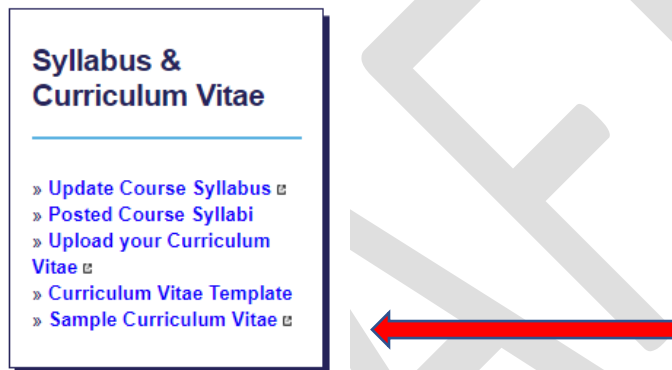 Syllabus &
Curriculum Vitae
» Update Course Syllabus
» Posted Course Syllabi
» Upload your Curriculum
Vitae
» Curriculum Vitae Template
» Sample Curriculum Vitae